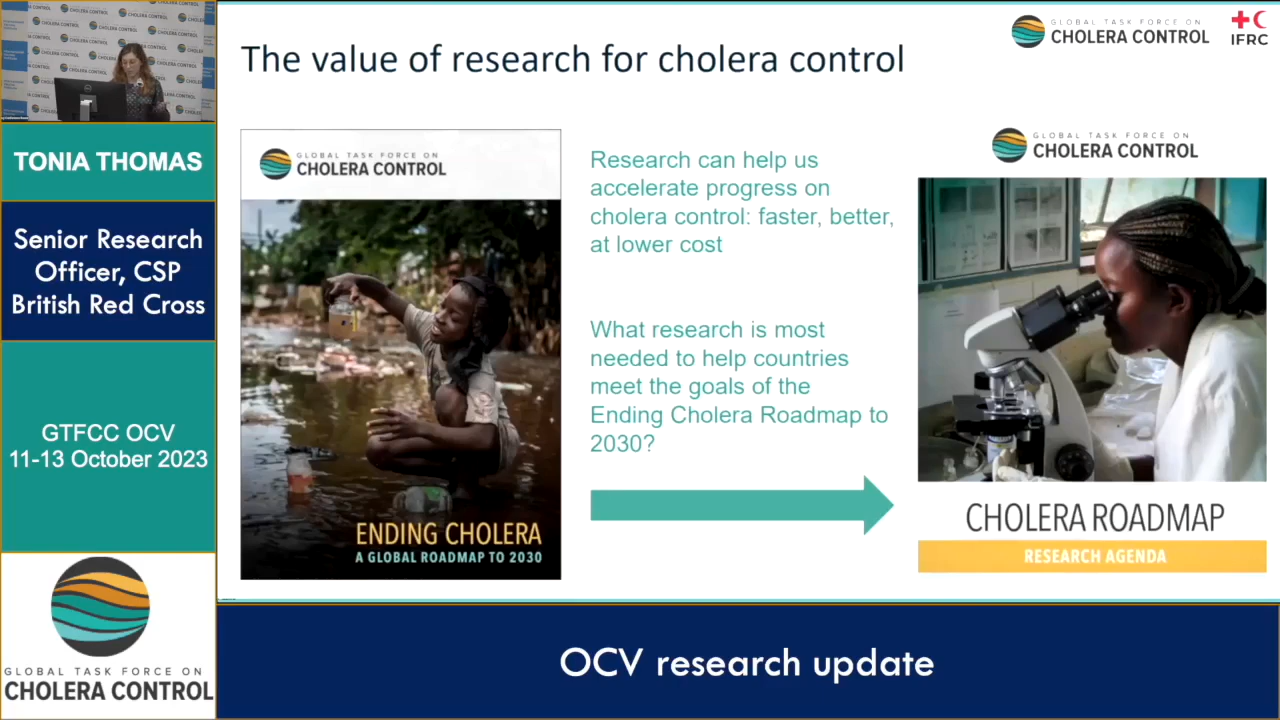 TONIA THOMAS
Senior Research
Officer, CSP
British Red Cross
GTFCC OCV
11-13 October 2023
GLOBAL TASK FORCE ON
CHOLERA CONTROL
The value of research for cholera control
GLOBAL TASK FORCE ON
CHOLERA CONTROL
IFRC
GLOBAL TASK FORCE ON
CHOLERA CONTROL
ENDING CHOLERA
A GLOBAL ROADMAP TO 2030
Research can help us
accelerate progress on
cholera control: faster, better,
at lower cost
What research is most
needed to help countries
meet the goals of the
Ending Cholera Roadmap to
2030?
GLOBAL TASK FORCE ON
CHOLERA CONTROL
CHOLERA ROADMAP
RESEARCH AGENDA
OCV research update